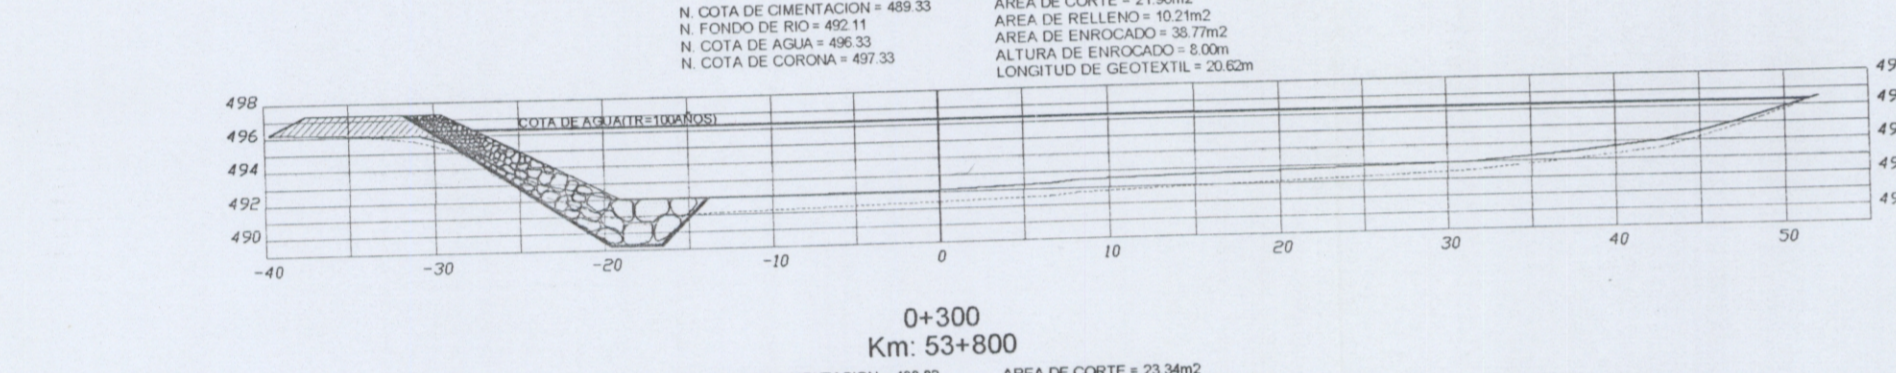 N. COTA DE CIMENTACION = 489.33
N. FONDO DE RIO = 492.11
N. COTA DE AGUA = 496.33
N. COTA DE CORONA = 497.33
AREA DE CORTE =
AREA DE RELLENO = 10.21m2
AREA DE ENROCADO = 38.77m2
ALTURA DE ENROCADO = 8.00m
LONGITUD DE GEOTEXTIL = 20.62m
498
496
494
492
490
COTA DE AGUA(TR=100AÑOS)
-40 -30 -20 -10 0 10 20 30 40 50
0+300
Km: 53+800
AREA DE CORTE = 23.34m2